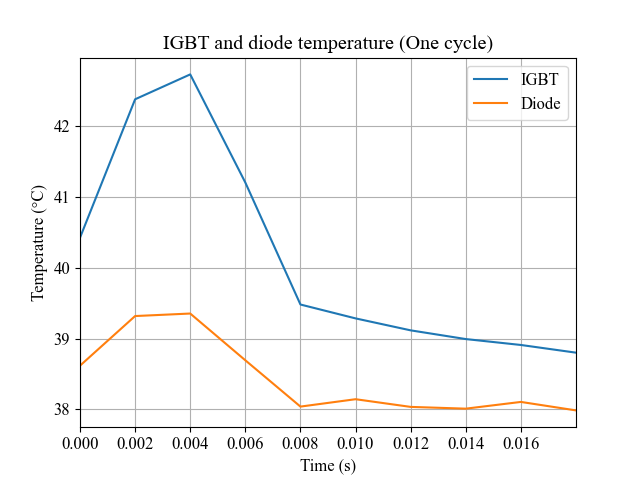 IGBT and diode temperature (One cycle)
IGBT
Diode
Temperature (°C)
42
41
40
39
38
0.000 0.002 0.004 0.006 0.008 0.010 0.012 0.014 0.016
Time (s)